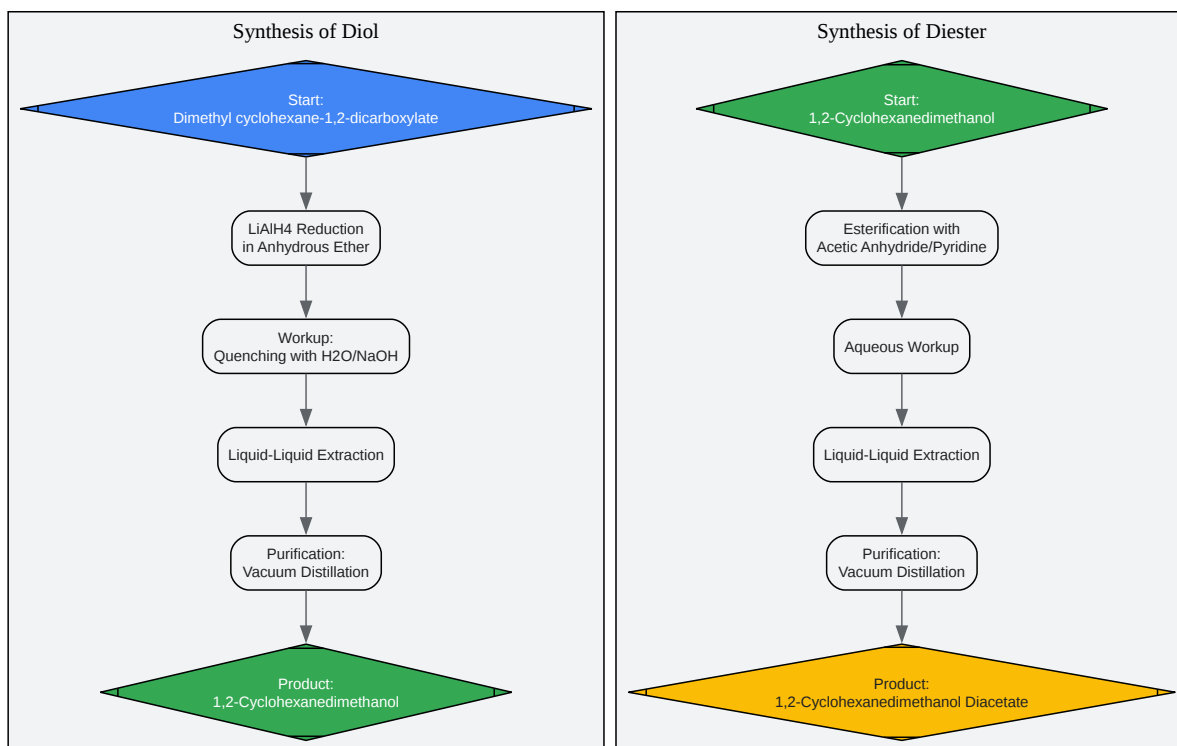 Synthesis of Diol
Start:
Dimethyl cyclohexane-1,2-dicarboxylate
LiAlH4 Reduction
in Anhydrous Ether
Workup:
Quenching with H2O/NaOH
Liquid-Liquid Extraction
Purification:
Vacuum Distillation
Product:
1,2-Cyclohexanedimethanol
Synthesis of Diester
Start:
1,2-Cyclohexanedimethanol
Esterification with
Acetic Anhydride/Pyridine
Aqueous Workup
Liquid-Liquid Extraction
Purification:
Vacuum Distillation
Product:
1,2-Cyclohexanedimethanol Diacetate